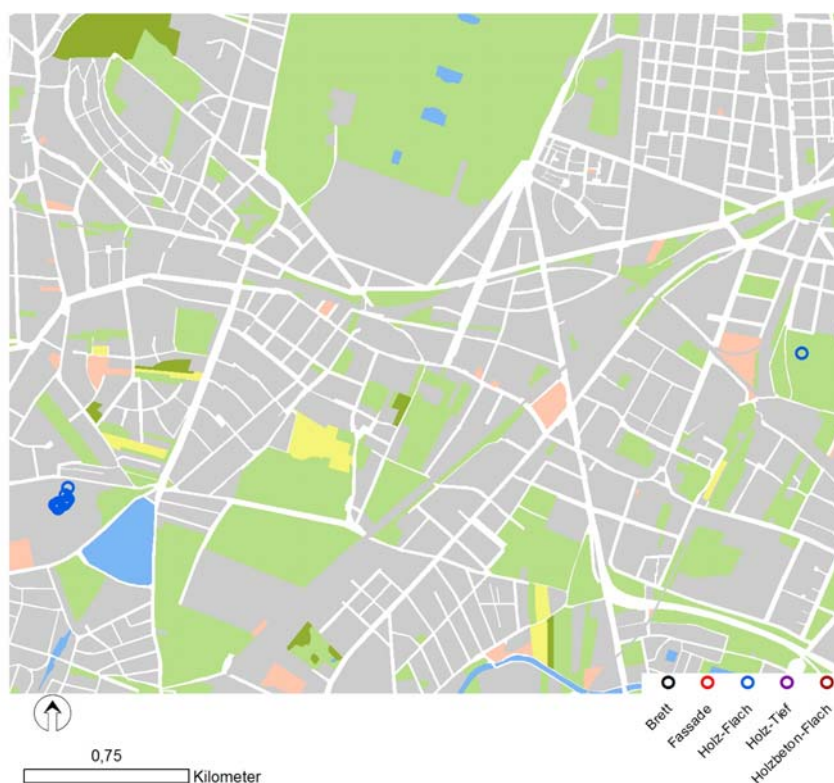 Brett
Fassade
Holz-Flach
Holz-Tief
Holzbeton-Flach
0,75
Kilometer